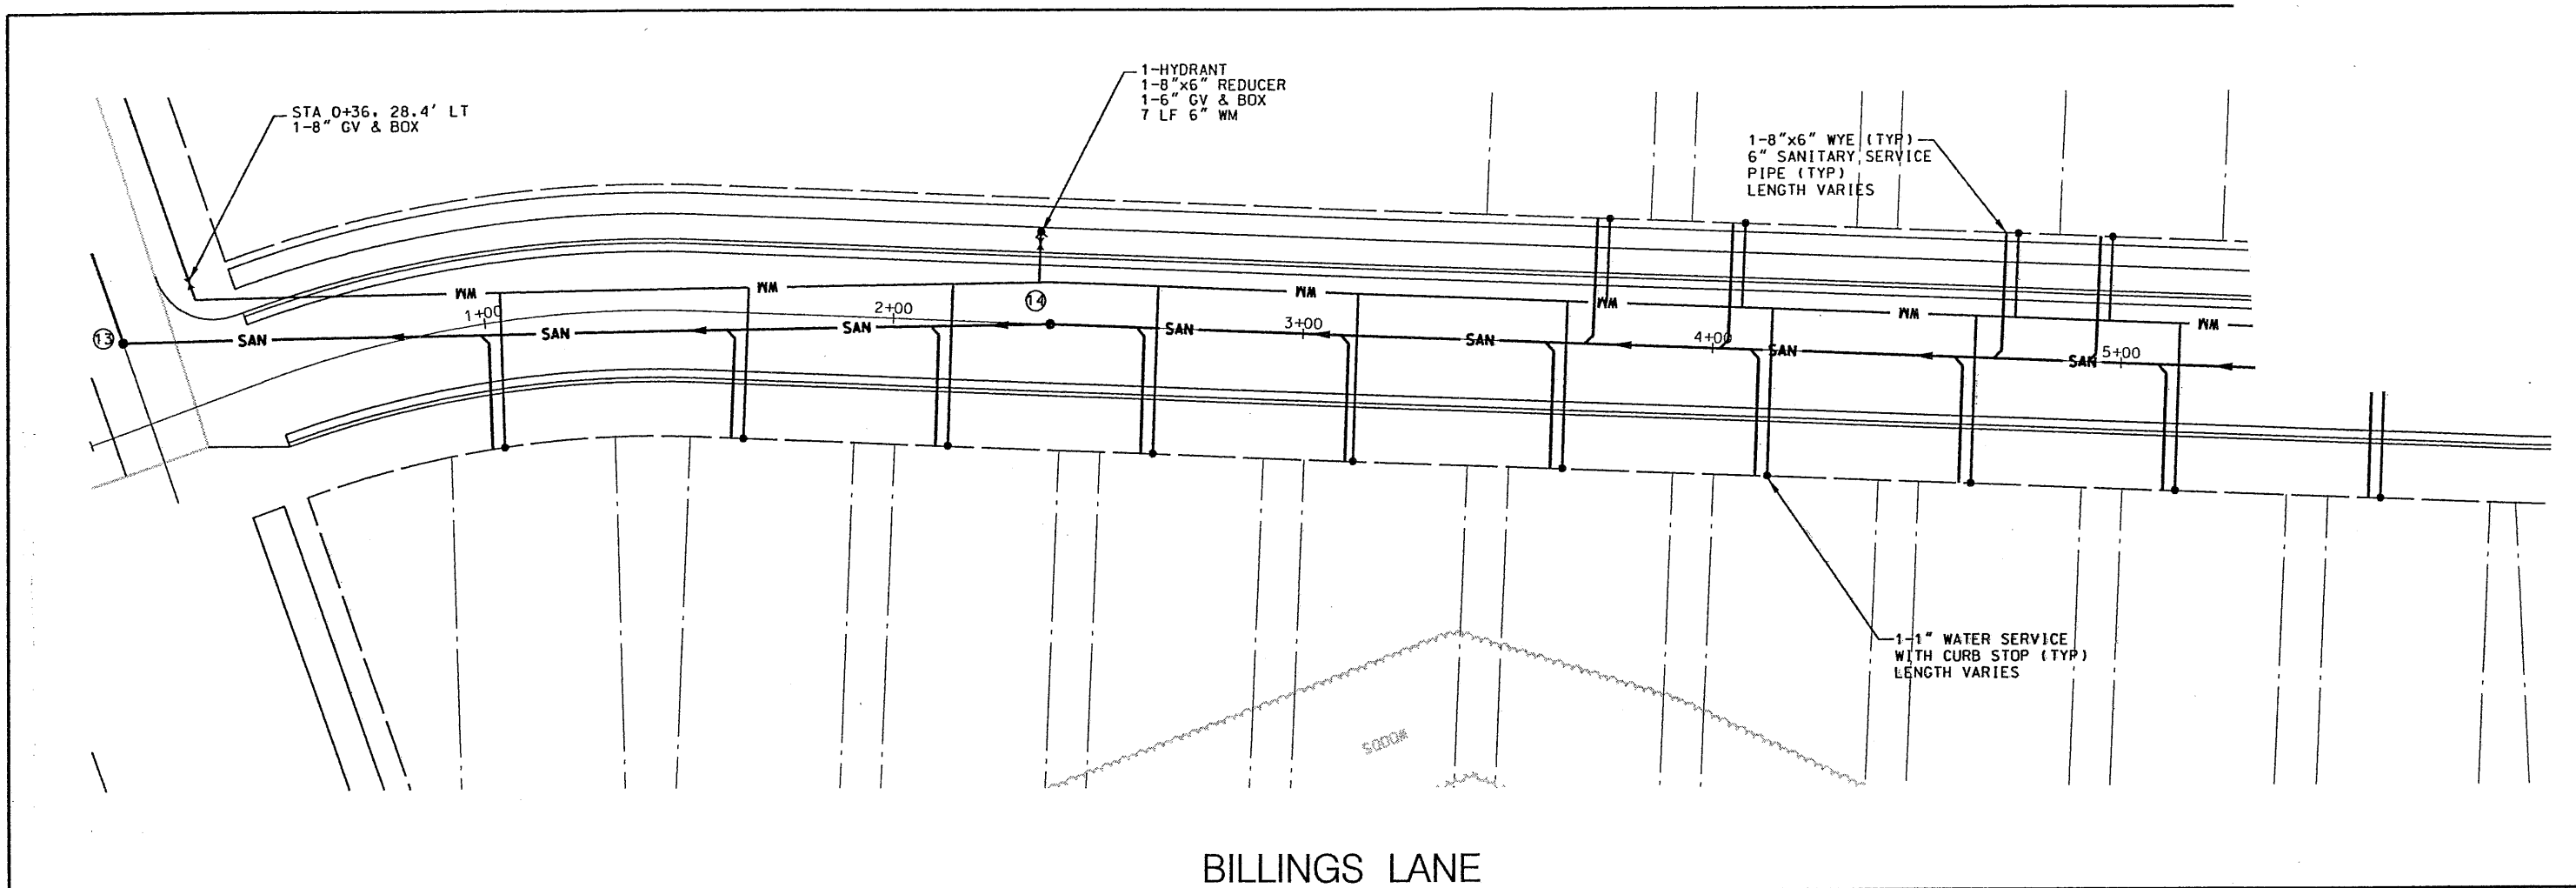 1-HYDRANT
1-8"x6" REDUCER
1-6" GV & BOX
7 LF 6" WM
STA 0+36, 28.4' LT
1-8" GV & BOX
1-8"x6" WYE (TYP)
6" SANITARY SERVICE
PIPE (TYP)
LENGTH VARIES
WM
WM
WM
WM
WM
WM
14
1+00
2+00
3+00
4+00
5+00
13
SAN
SAN
SAN
SAN
SAN
SAN
SAN
1-1" WATER SERVICE
WITH CURB STOP (TYP)
LENGTH VARIES
WOODS
BILLINGS LANE